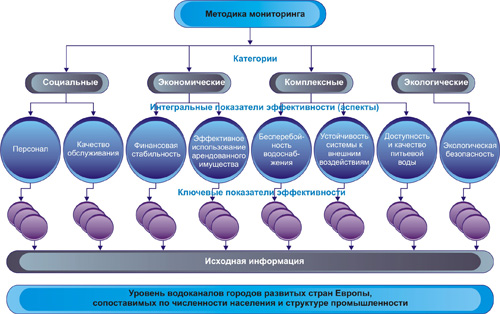 Методика мониторинга
Категории
Социальные
Экономические
Комплексные
Экологические
Интегральные показатели эффективности (аспекты)
Персонал
Качество
обслуживания
Финансовая
стабильность
Эффективное
использование
арендованного
имущества
Бесперебой-
ность
водоснаб-
жения
Устойчивость
системы к
внешним
воздействиям
Доступность
и качество
питьевой
воды
Экологическая
безопасность
Ключевые показатели эффективности
Исходная информация
Уровень водоканалов городов развитых стран Европы,
сопоставимых по численности населения и структуре промышленности